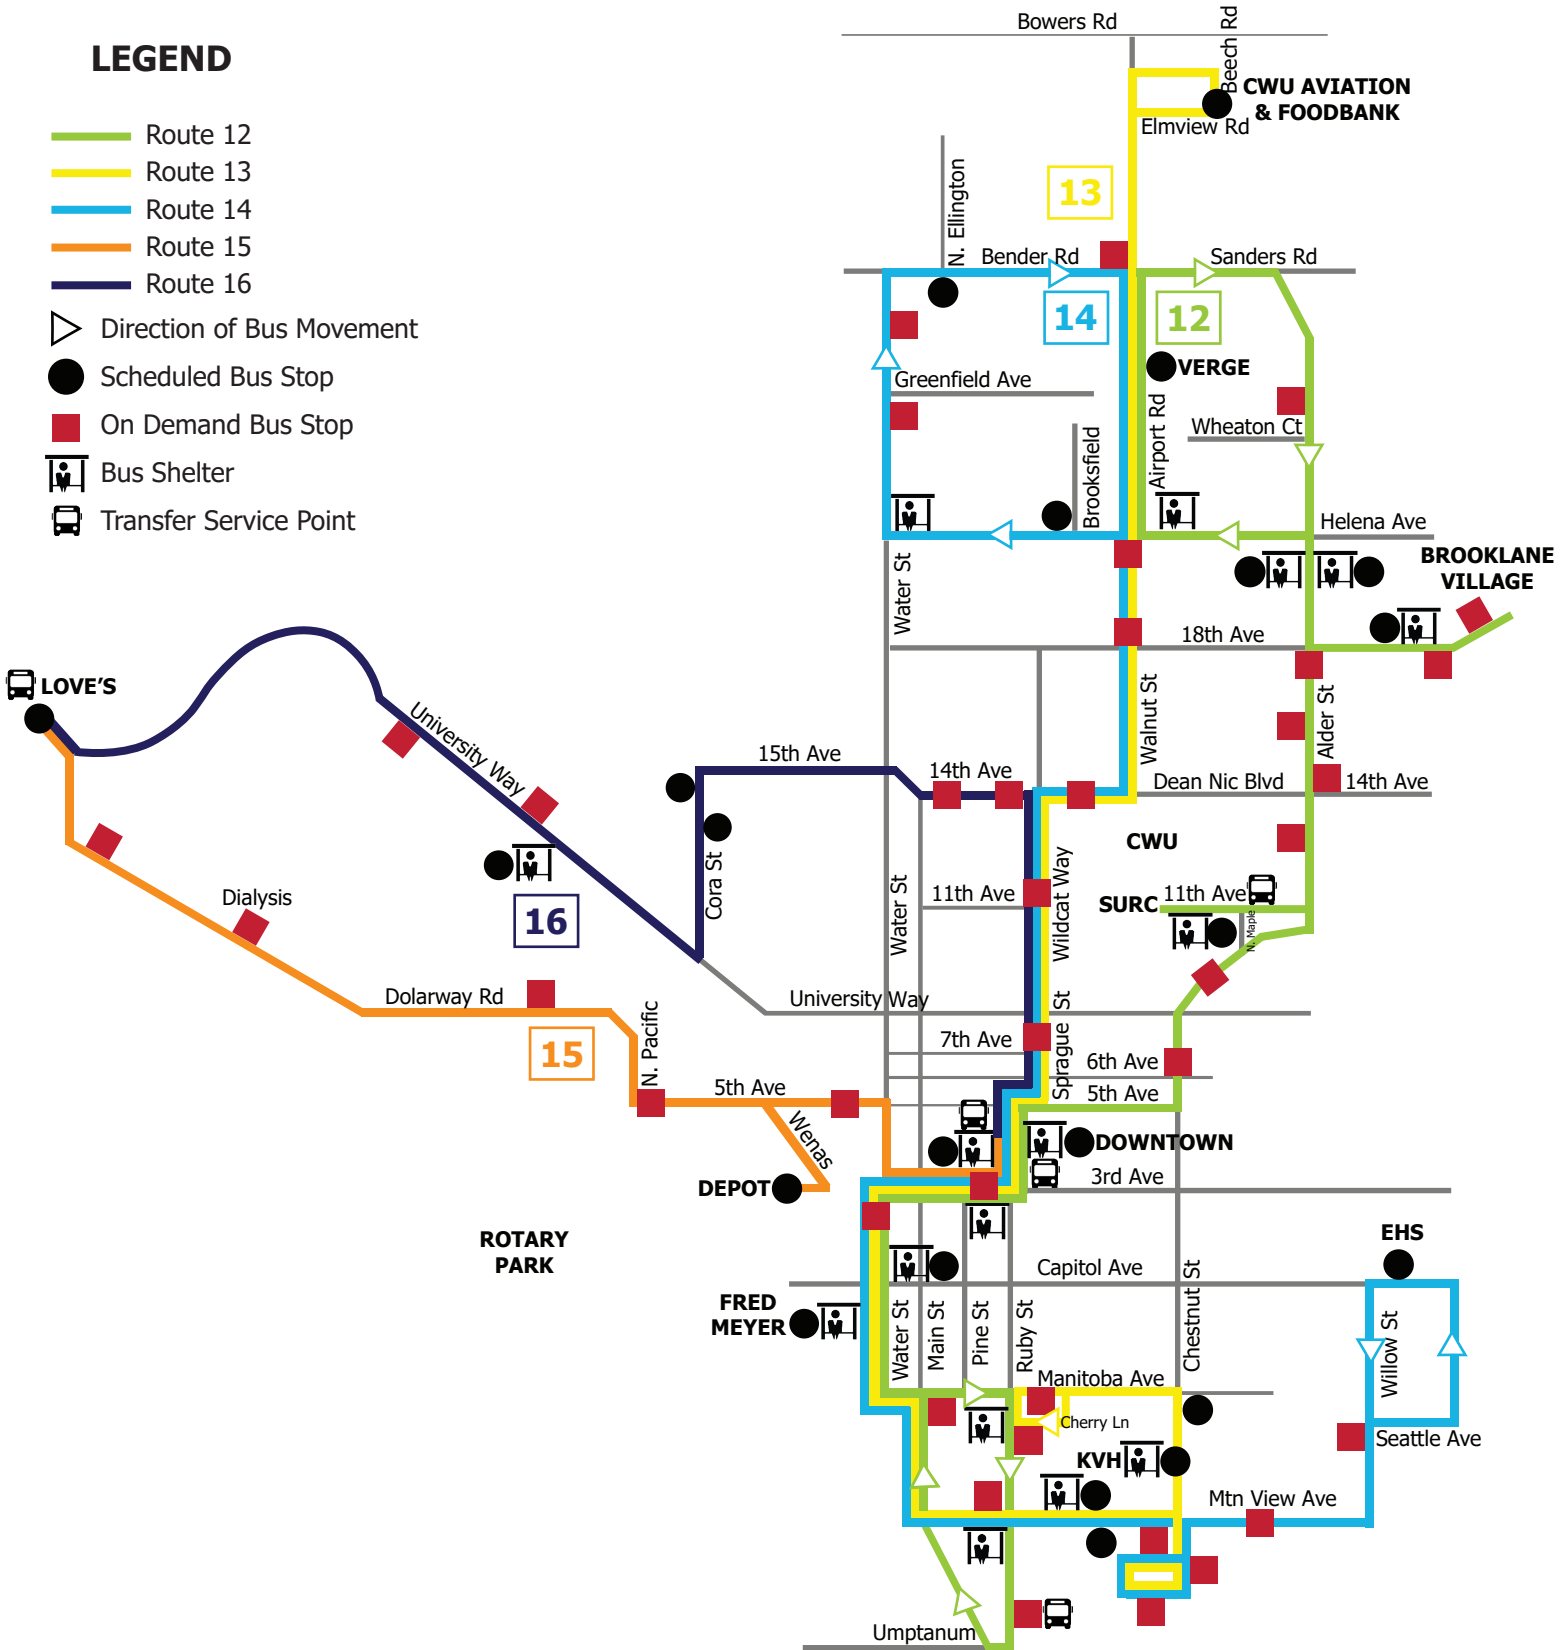 LEGEND
Route 12
Route 13
Route 14
Route 15
Route 16
Direction of Bus Movement
Scheduled Bus Stop
On Demand Bus Stop
Bus Shelter
Transfer Service Point
Bowers Rd
Beech Rd
CWU AVIATION
& FOODBANK
Elmview Rd
13
N. Ellington
Bender Rd
Sanders Rd
14
12
VERGE
Greenfield Ave
Airport Rd
Wheaton Ct
Brooksfield
Helena Ave
BROOKLANE
VILLAGE
Water St
18th Ave
LOVE'S
University Way
Walnut St
Alder St
15th Ave
14th Ave
Dean Nic Blvd
14th Ave
CWU
Cora St
Water St
11th Ave
Wildcat Way
SURC
11th Ave
N. Maple
Dialysis
16
Dolarway Rd
University Way
15
N. Pacific
7th Ave
Sprague St
6th Ave
5th Ave
5th Ave
Wenas
DOWNTOWN
DEPOT
3rd Ave
ROTARY
PARK
EHS
Capitol Ave
FRED
MEYER
Water St
Main St
Pine St
Ruby St
Chestnut St
Willow St
Manitoba Ave
Cherry Ln
Seattle Ave
KVH
Mtn View Ave
Umptanum